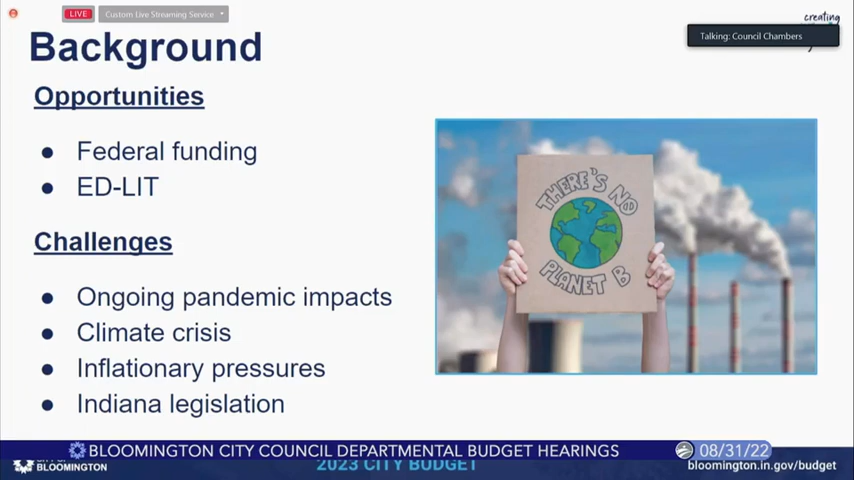 LIVE
Custom Live Streaming Service
creating
Talking: Council Chambers
Background
Opportunities
● Federal funding
● ED-LIT
Challenges
● Ongoing pandemic impacts
● Climate crisis
● Inflationary pressures
● Indiana legislation
THERE'S NO
PLANET B
BLOOMINGTON CITY COUNCIL DEPARTMENTAL BUDGET HEARINGS
08/31/22
BLOOMINGTON
2023 CITY BUDGET
bloomington.in.gov/budget